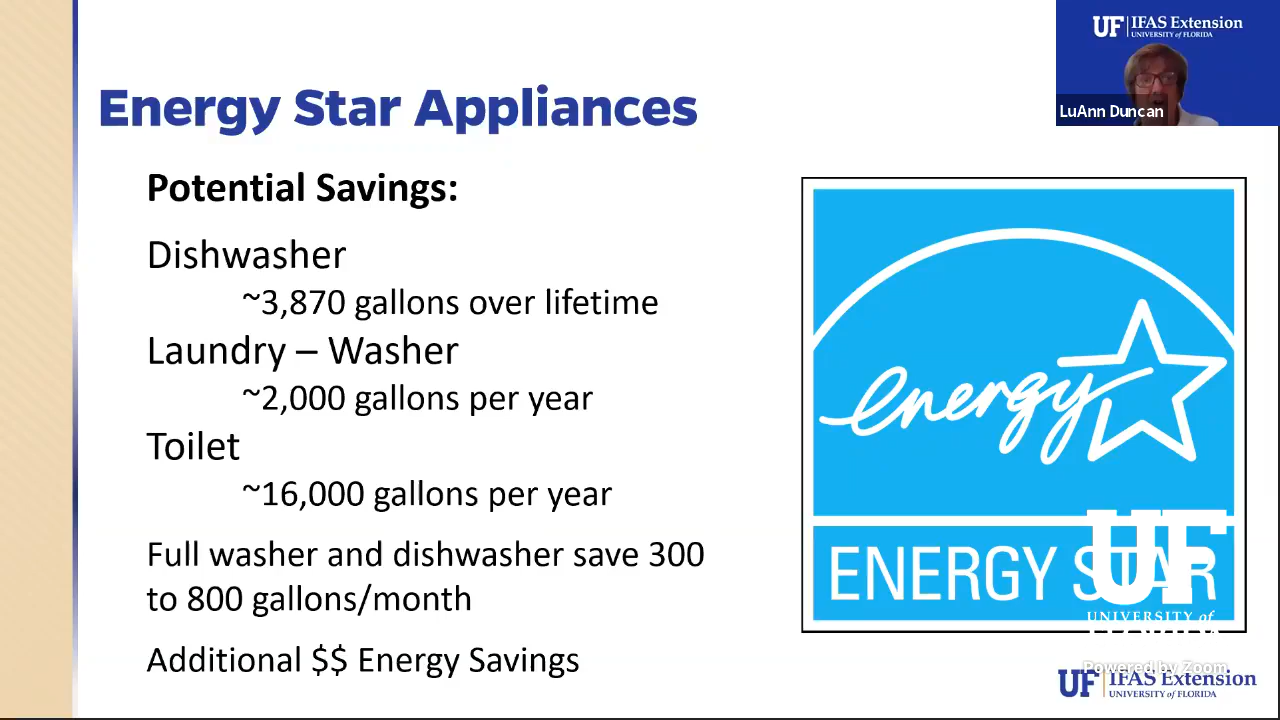 UF IFAS Extension
UNIVERSITY of FLORIDA
LuAnn Duncan
Energy Star Appliances
Potential Savings:
Dishwasher
~3,870 gallons over lifetime
Laundry – Washer
~2,000 gallons per year
Toilet
~16,000 gallons per year
Full washer and dishwasher save 300
to 800 gallons/month
Additional $$ Energy Savings
energy
ENERGY STAR
UF
UNIVERSITY of
Powered by Zoom
UF IFAS Extension
UNIVERSITY of FLORIDA